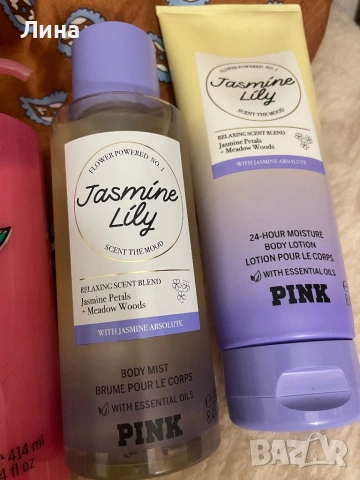 Лина
FLOWER POWERED NO. 1
Jasmine
Lily
SCENT THE MOOD
RELAXING SCENT BLEND
Jasmine Petals
+ Meadow Woods
WITH JASMINE ABSOLUTE
BODY MIST
BRUME POUR LE CORPS
WITH ESSENTIAL OILS
PINK
FLOWER POWERED NO. 1
Jasmine
Lily
SCENT THE MOOD
RELAXING SCENT BLEND
Jasmine Petals
+ Meadow Woods
WITH JASMINE ABSOLUTE
24-HOUR MOISTURE
BODY LOTION
LOTION POUR LE CORPS
WITH ESSENTIAL OILS
PINK
414 ml
4 fl oz
BAZAR